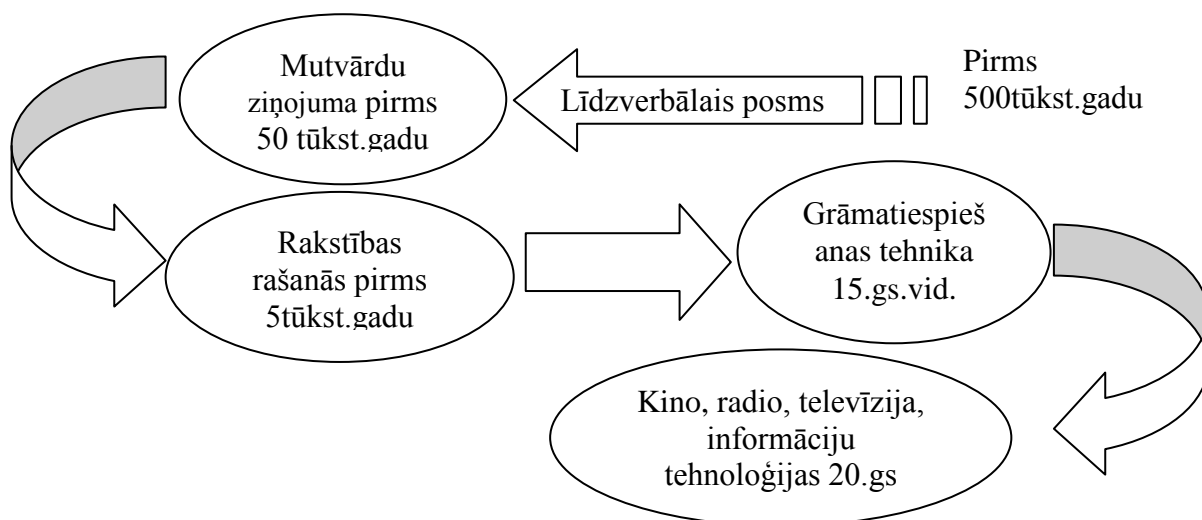 Pirms
500tūkst.gadu
Līdzverbālais posms
Mutvārdu
ziņojuma pirms
50 tūkst.gadu
Rakstības
rašanās pirms
5tūkst.gadu
Grāmatiespieš
anas tehnika
15.gs.vid.
Kino, radio, televīzija,
informāciju
tehnoloģijas 20.gs